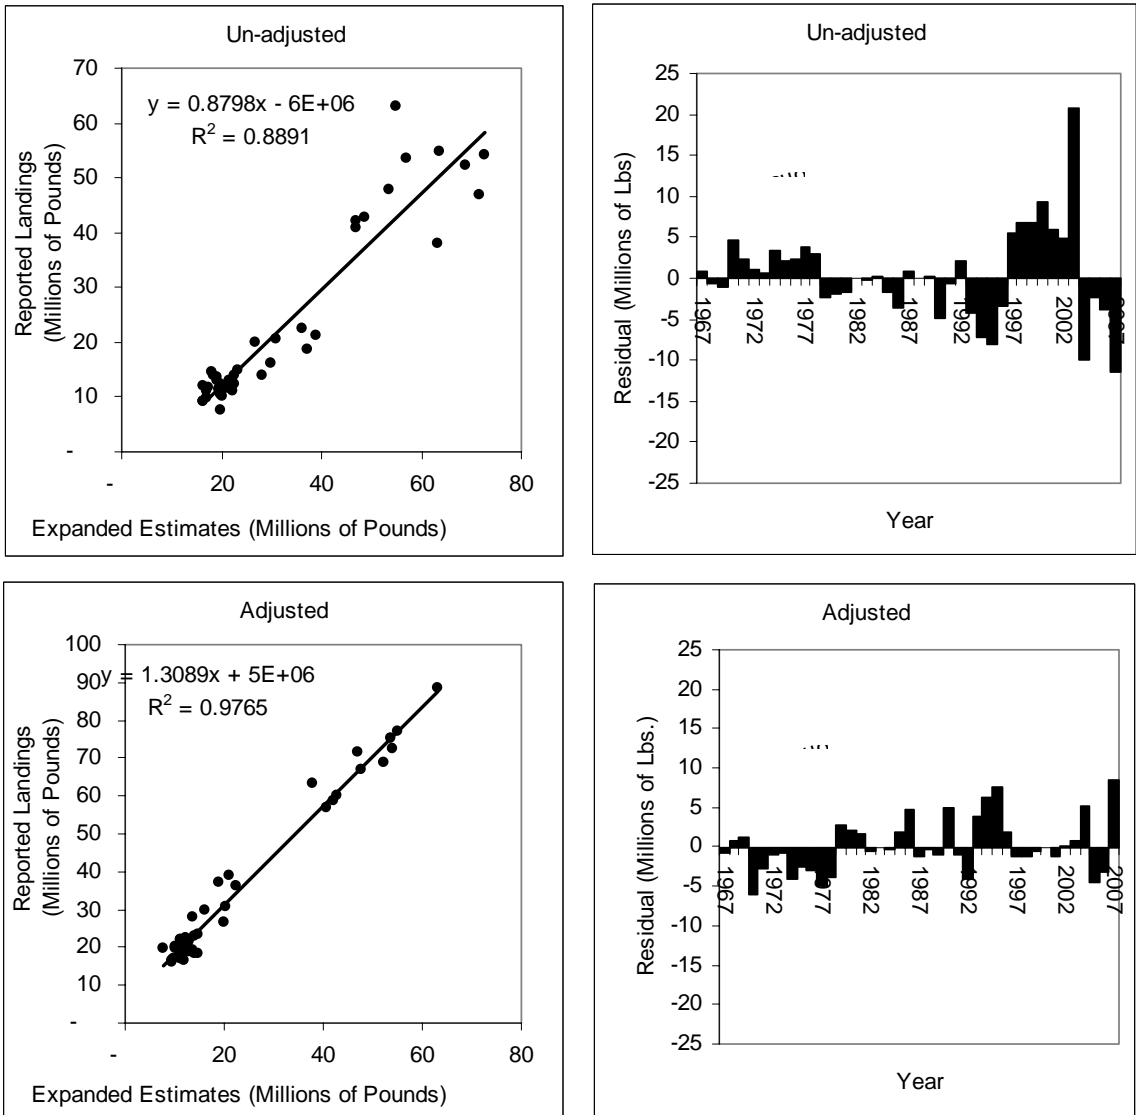 Un-adjusted
70
60
50
40
30
20
10
-
y = 0.8798x - 6E+06
R² = 0.8891
Reported Landings
(Millions of Pounds)
- 20 40 60 80
Expanded Estimates (Millions of Pounds)
Un-adjusted
25
20
15
10
5
0
-5
-10
-15
-20
-25
Residual (Millions of Lbs)
1967 1972 1977 1982 1987 1992 1997 2002 2007
Year
Adjusted
100
90
80
70
60
50
40
30
20
10
-
y = 1.3089x + 5E+06
R² = 0.9765
Reported Landings
(Millions of Pounds)
- 20 40 60 80
Expanded Estimates (Millions of Pounds)
Adjusted
25
20
15
10
5
0
-5
-10
-15
-20
-25
Residual (Millions of Lbs.)
1967 1972 1977 1982 1987 1992 1997 2002 2007
Year